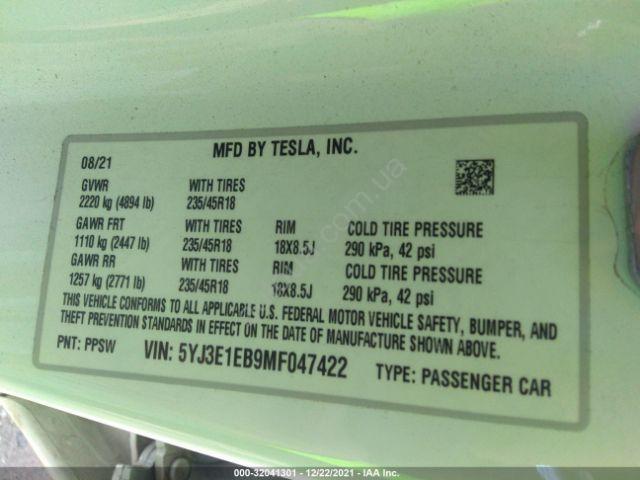 MFD BY TESLA, INC.
08/21
GVWR WITH TIRES
2220 kg (4894 lb) 235/45R18
GAWR FRT WITH TIRES RIM COLD TIRE PRESSURE
1110 kg (2447 lb) 235/45R18 18X8.5J 290 kPa, 42 psi
GAWR RR WITH TIRES RIM COLD TIRE PRESSURE
1257 kg (2771 lb) 235/45R18 18X8.5J 290 kPa, 42 psi
THIS VEHICLE CONFORMS TO ALL APPLICABLE U.S. FEDERAL MOTOR VEHICLE SAFETY, BUMPER, AND
THEFT PREVENTION STANDARDS IN EFFECT ON THE DATE OF MANUFACTURE SHOWN ABOVE.
PNT: PPSW VIN: 5YJ3E1EB9MF047422 TYPE: PASSENGER CAR
000-32041301 - 12/22/2021 - IAA Inc.